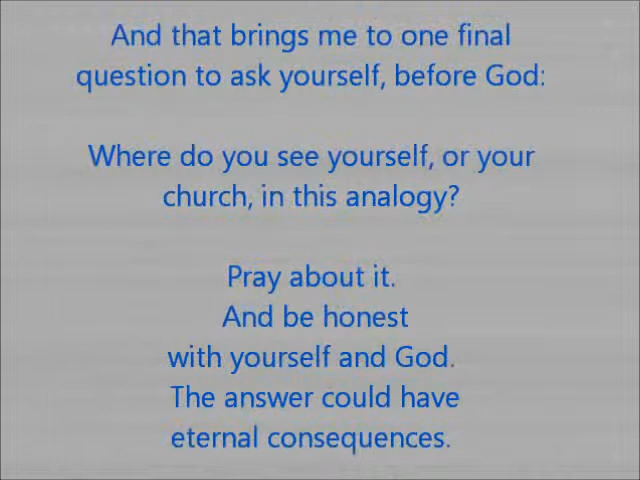 And that brings me to one final
question to ask yourself, before God:
Where do you see yourself, or your
church, in this analogy?
Pray about it.
And be honest
with yourself and God.
The answer could have
eternal consequences.